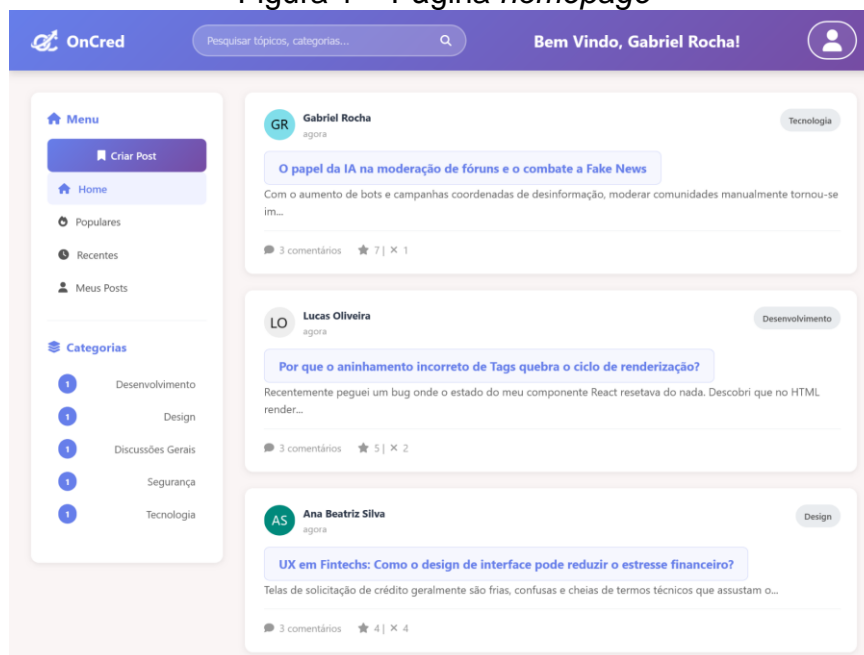 Figura 4 – Página homepage
OnCred
Pesquisar tópicos, categorias...
Bem Vindo, Gabriel Rocha!
Menu
Criar Post
Home
Populares
Recentes
Meus Posts
Categorias
1 Desenvolvimento
1 Design
1 Discussões Gerais
1 Segurança
1 Tecnologia
GR
Gabriel Rocha
agora
Tecnologia
O papel da IA na moderação de fóruns e o combate a Fake News
Com o aumento de bots e campanhas coordenadas de desinformação, moderar comunidades manualmente tornou-se
im...
3 comentários 7 | 1
LO
Lucas Oliveira
agora
Desenvolvimento
Por que o aninhamento incorreto de Tags quebra o ciclo de renderização?
Recentemente peguei um bug onde o estado do meu componente React resetava do nada. Descobri que no HTML
render...
3 comentários 5 | 2
AS
Ana Beatriz Silva
agora
Design
UX em Fintechs: Como o design de interface pode reduzir o estresse financeiro?
Telas de solicitação de crédito geralmente são frias, confusas e cheias de termos técnicos que assustam o...
3 comentários 4 | 4